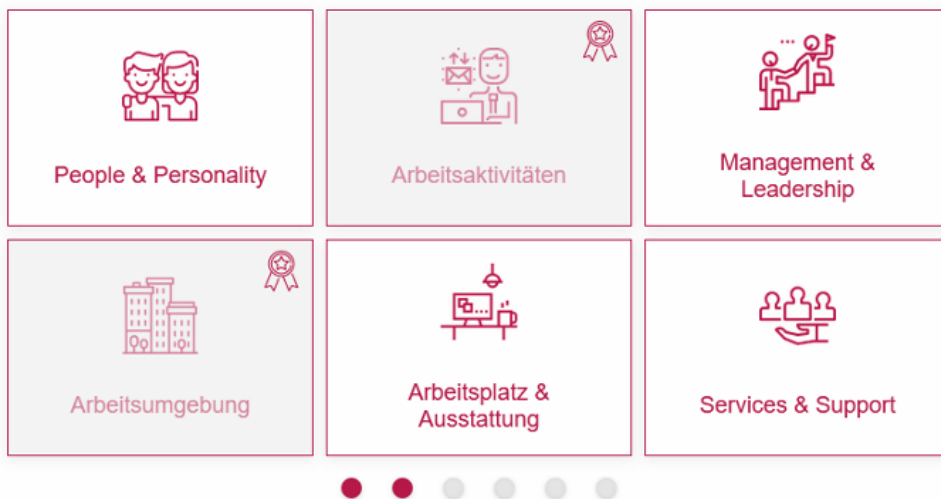 People & Personality
Arbeitsaktivitäten
Management &
Leadership
Arbeitsumgebung
Arbeitsplatz &
Ausstattung
Services & Support